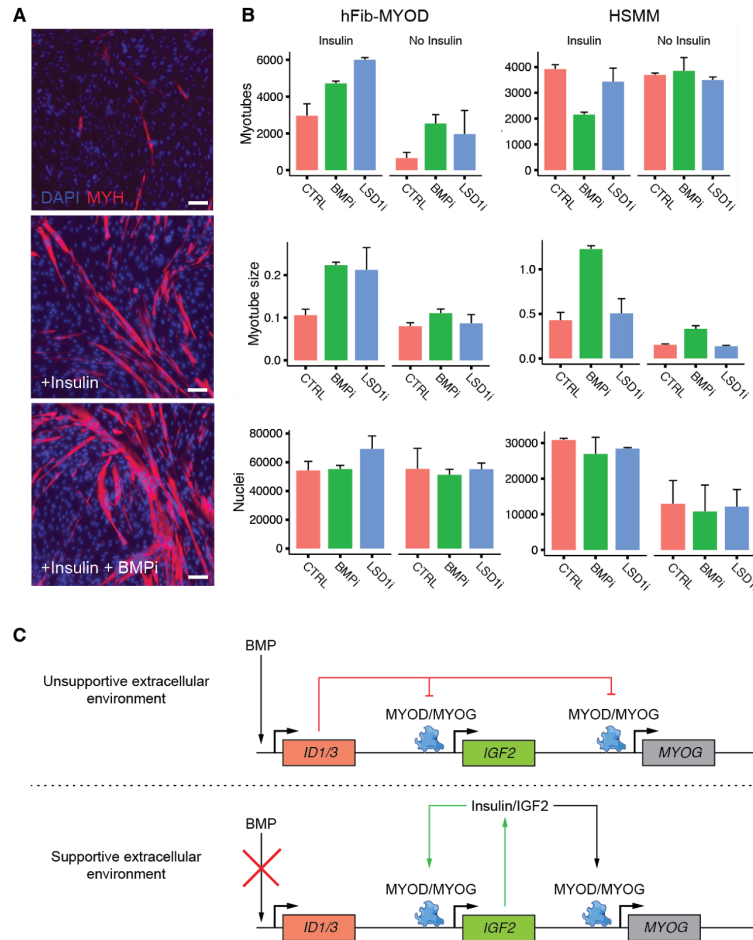 A
DAPI MYH
+Insulin
+Insulin + BMPi
B
hFib-MYOD
HSMM
Insulin
No Insulin
Insulin
No Insulin
Myotubes
6000
4000
2000
0
CTRL
BMPi
LSD1i
CTRL
BMPi
LSD1i
4000
3000
2000
1000
0
CTRL
BMPi
LSD1i
CTRL
BMPi
LSD1i
Myotube size
0.2
0.1
0.0
CTRL
BMPi
LSD1i
CTRL
BMPi
LSD1i
1.0
0.5
0.0
CTRL
BMPi
LSD1i
CTRL
BMPi
LSD1i
Nuclei
80000
60000
40000
20000
0
CTRL
BMPi
LSD1i
CTRL
BMPi
LSD1i
30000
20000
10000
0
CTRL
BMPi
LSD1i
CTRL
BMPi
LSD1i
C
Unsupportive extracellular
environment
BMP
MYOD/MYOG
MYOD/MYOG
ID1/3
IGF2
MYOG
Supportive extracellular
environment
BMP
Insulin/IGF2
MYOD/MYOG
MYOD/MYOG
ID1/3
IGF2
MYOG